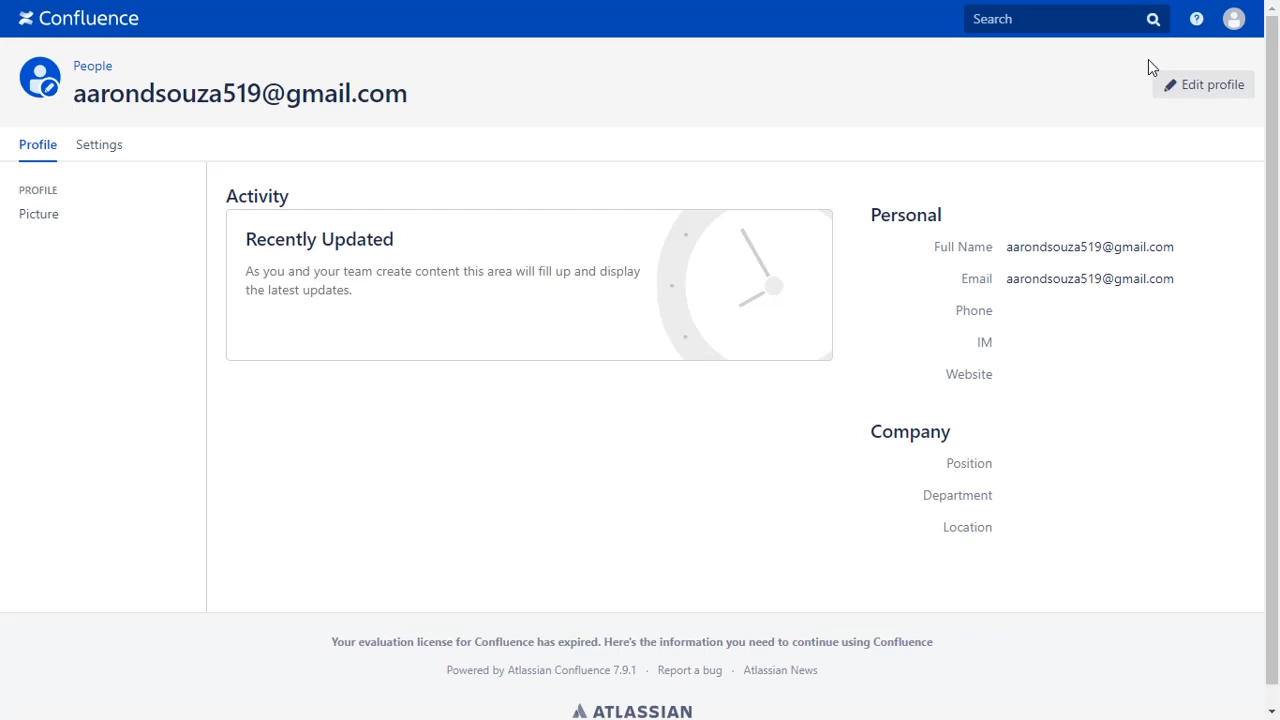 Confluence
Search
People
aarondsouza519@gmail.com
Edit profile
Profile
Settings
PROFILE
Picture
Activity
Recently Updated
As you and your team create content this area will fill up and display
the latest updates.
Personal
Full Name aarondsouza519@gmail.com
Email aarondsouza519@gmail.com
Phone
IM
Website
Company
Position
Department
Location
Your evaluation license for Confluence has expired. Here's the information you need to continue using Confluence
Powered by Atlassian Confluence 7.9.1 · Report a bug · Atlassian News
ATLASSIAN